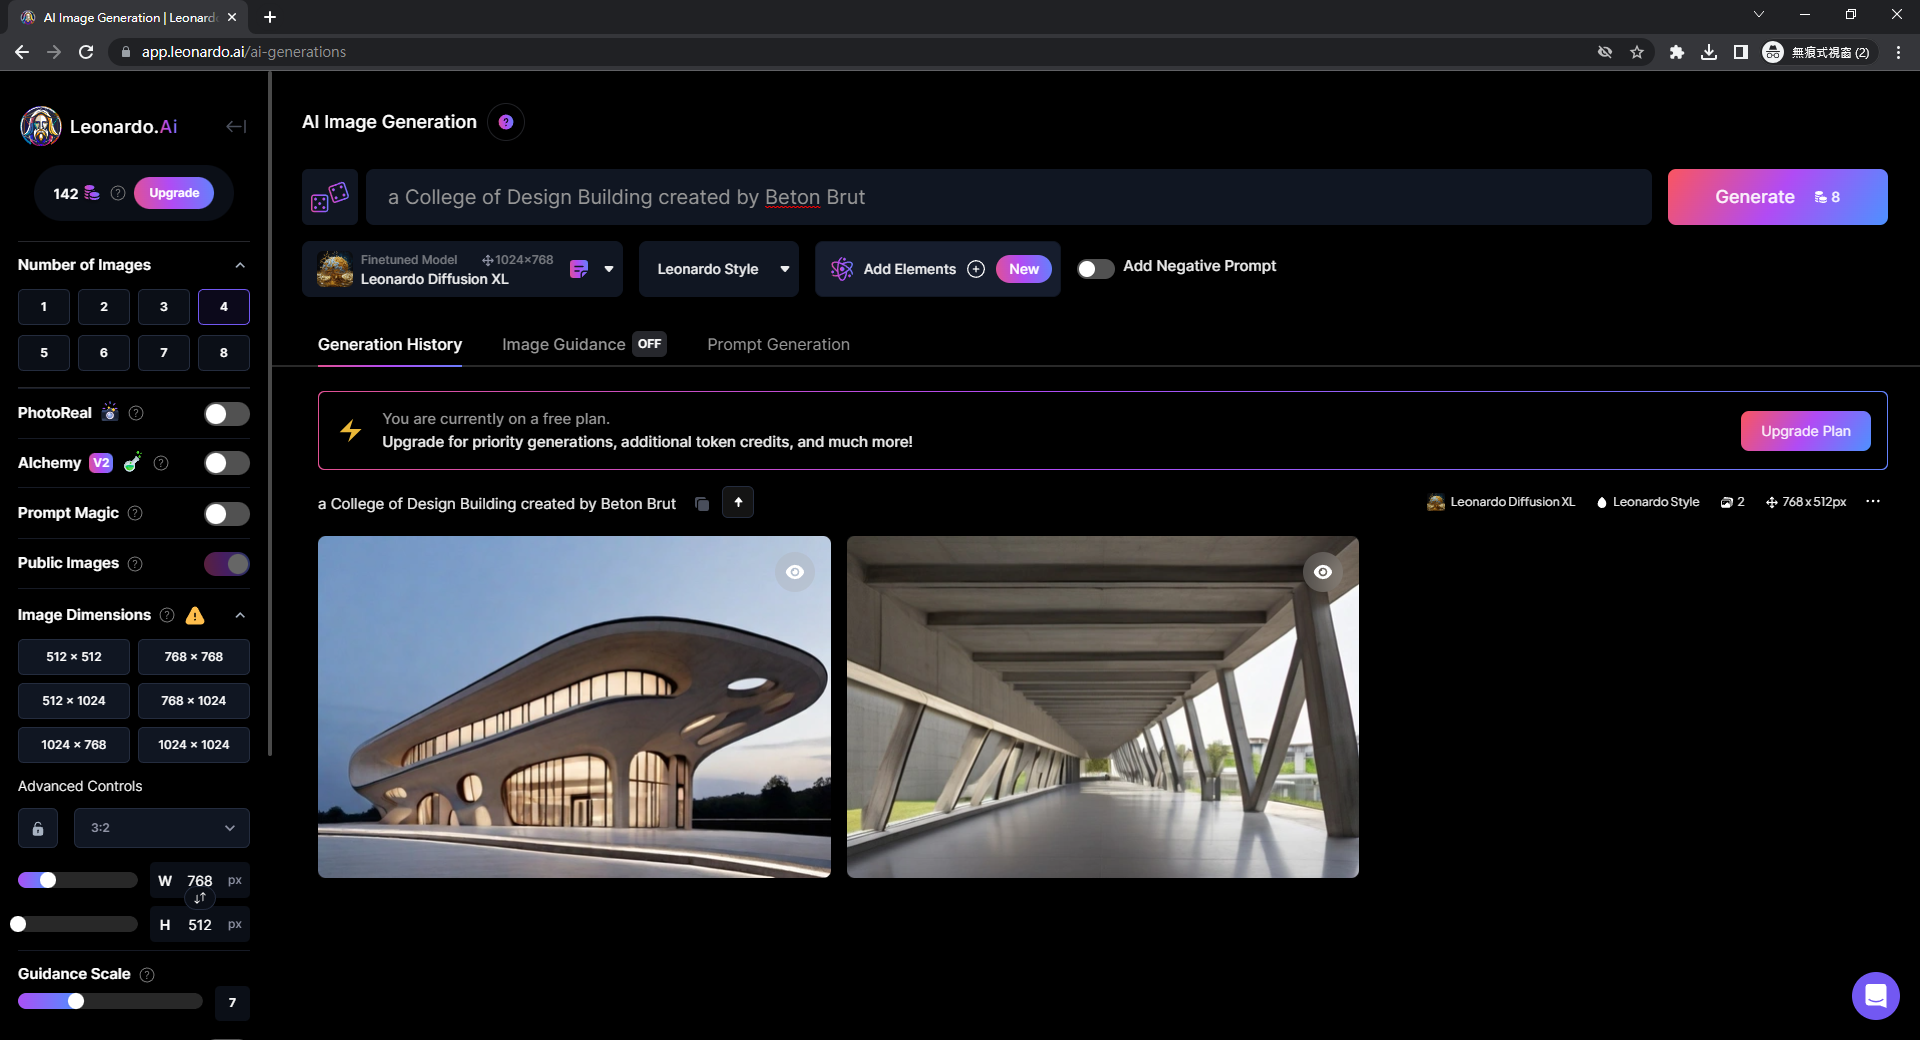 AI Image Generation | Leonard
app.leonardo.ai/ai-generations
無痕式視窗 (2)
Leonardo.Ai
142
Upgrade
Number of Images
1 2 3 4
5 6 7 8
PhotoReal
Alchemy V2
Prompt Magic
Public Images
Image Dimensions
512 × 512 768 × 768
512 × 1024 768 × 1024
1024 × 768 1024 × 1024
Advanced Controls
3:2
W 768 px
H 512 px
Guidance Scale
7
AI Image Generation ?
a College of Design Building created by Beton Brut
Generate 8
Finetuned Model 1024×768
Leonardo Diffusion XL
Leonardo Style
Add Elements New
Add Negative Prompt
Generation History Image Guidance OFF Prompt Generation
You are currently on a free plan.
Upgrade for priority generations, additional token credits, and much more!
Upgrade Plan
a College of Design Building created by Beton Brut
Leonardo Diffusion XL Leonardo Style 2 768 x 512px